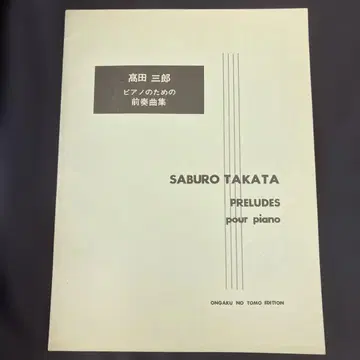 髙田 三郎
ピアノのための
前奏曲集
SABURO TAKATA
PRELUDES
pour piano
ONGAKU NO TOMO EDITION